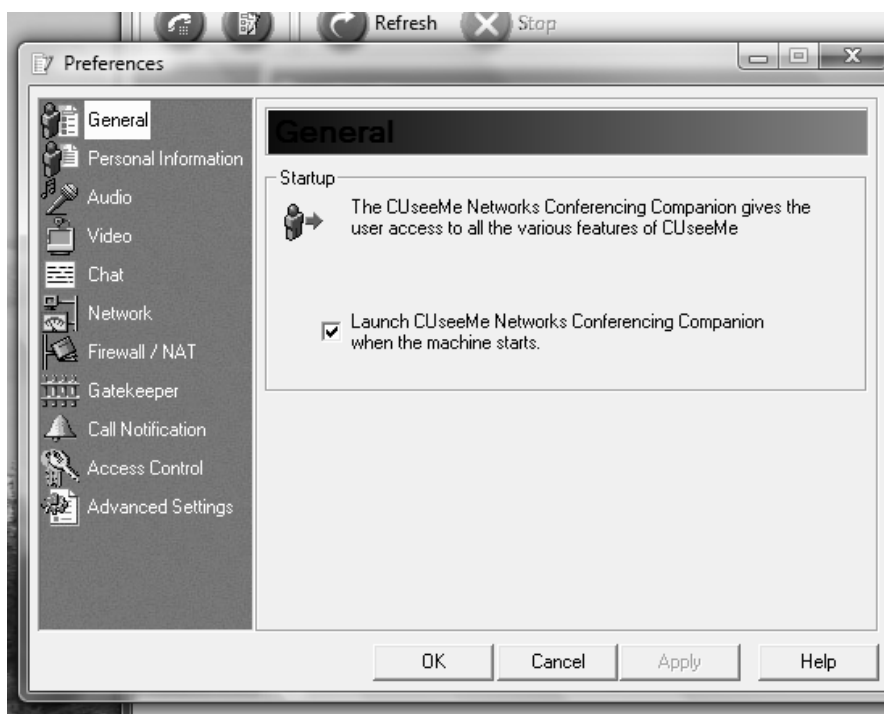 Refresh
Stop
Preferences
General
Personal Information
Audio
Video
Chat
Network
Firewall / NAT
Gatekeeper
Call Notification
Access Control
Advanced Settings
General
Startup
The CUseeMe Networks Conferencing Companion gives the
user access to all the various features of CUseeMe
Launch CUseeMe Networks Conferencing Companion
when the machine starts.
OK
Cancel
Apply
Help